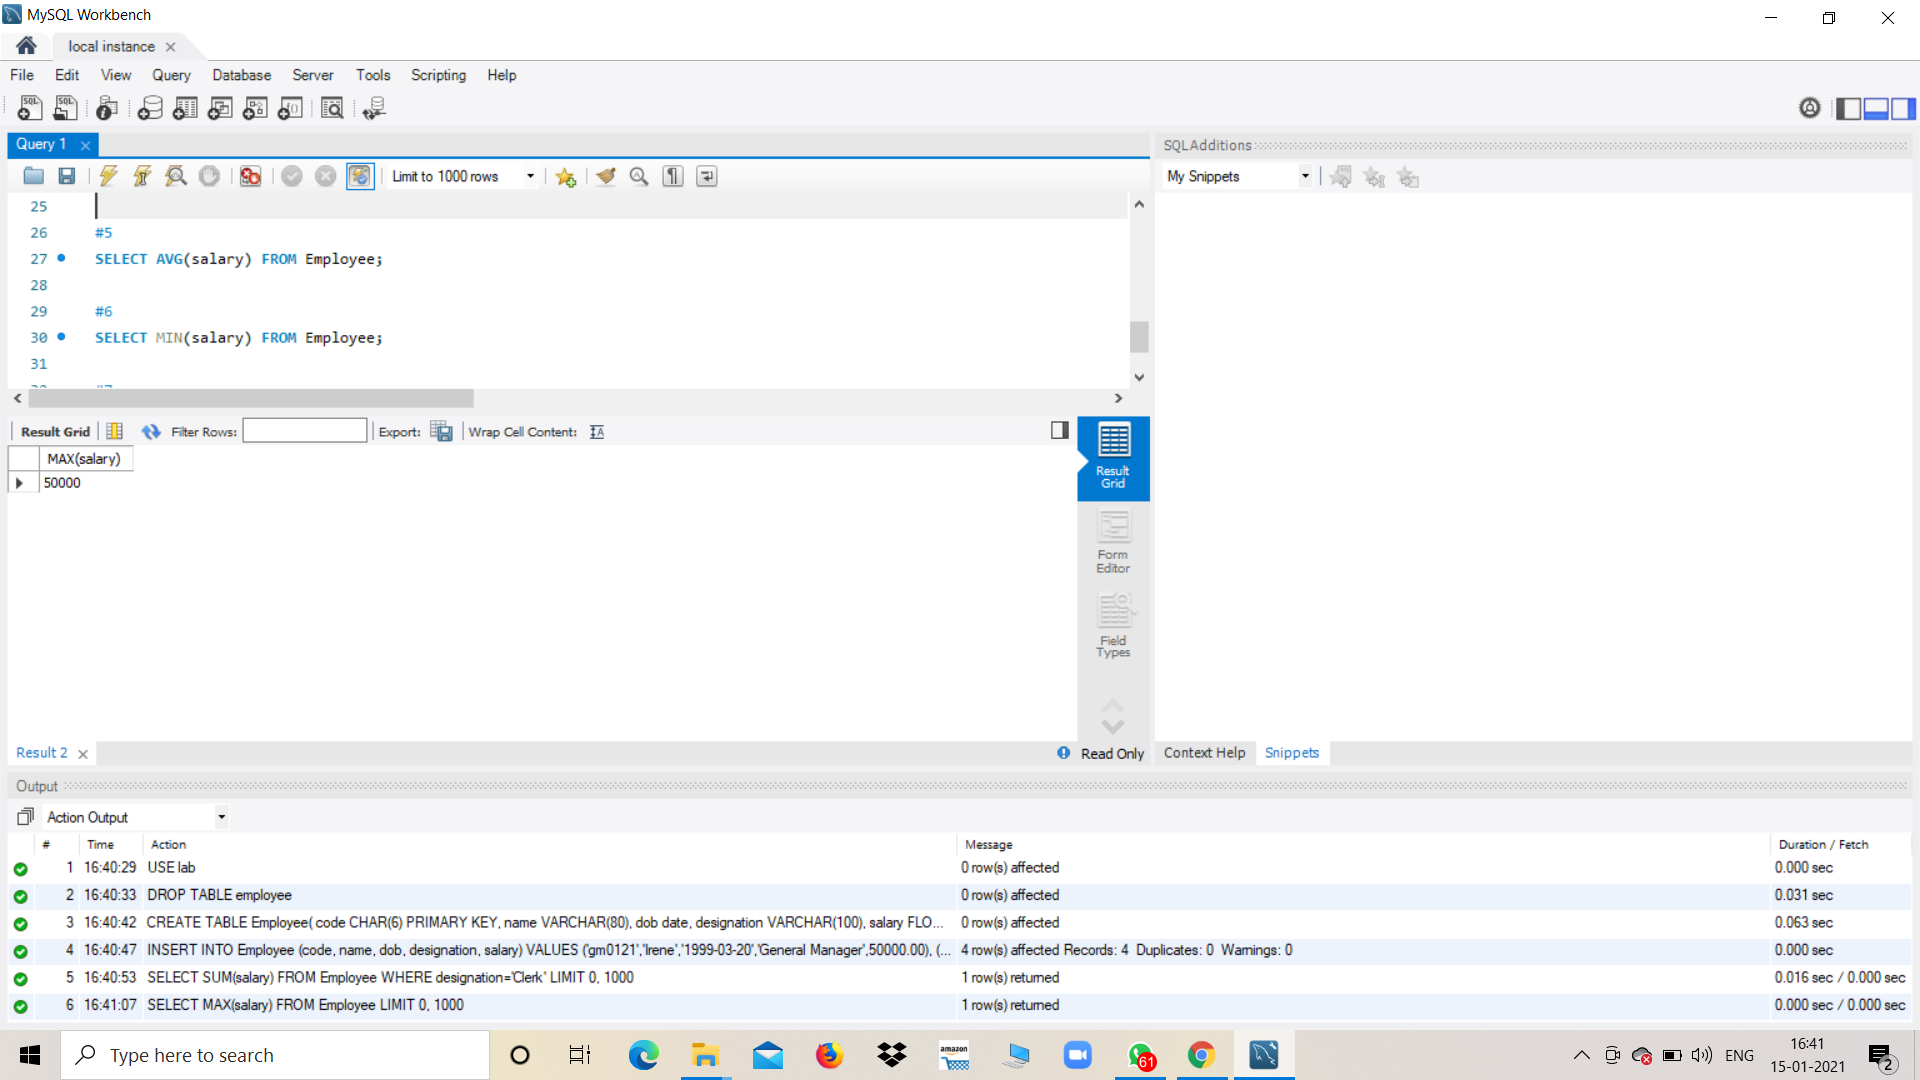 MySQL Workbench
local instance
File Edit View Query Database Server Tools Scripting Help
Query 1
SQLAdditions
Limit to 1000 rows
My Snippets
25
26 #5
27 SELECT AVG(salary) FROM Employee;
28
29 #6
30 SELECT MIN(salary) FROM Employee;
31
Result Grid Filter Rows: Export: Wrap Cell Content:
MAX(salary)
50000
Result
Grid
Form
Editor
Field
Types
Result 2
Read Only
Context Help Snippets
Output
Action Output
# Time Action Message Duration / Fetch
1 16:40:29 USE lab 0 row(s) affected 0.000 sec
2 16:40:33 DROP TABLE employee 0 row(s) affected 0.031 sec
3 16:40:42 CREATE TABLE Employee( code CHAR(6) PRIMARY KEY, name VARCHAR(80), dob date, designation VARCHAR(100), salary FLO... 0 row(s) affected 0.063 sec
4 16:40:47 INSERT INTO Employee (code, name, dob, designation, salary) VALUES ('gm0121','Irene','1999-03-20','General Manager',50000.00), (... 4 row(s) affected Records: 4 Duplicates: 0 Warnings: 0 0.000 sec
5 16:40:53 SELECT SUM(salary) FROM Employee WHERE designation='Clerk' LIMIT 0, 1000 1 row(s) returned 0.016 sec / 0.000 sec
6 16:41:07 SELECT MAX(salary) FROM Employee LIMIT 0, 1000 1 row(s) returned 0.000 sec / 0.000 sec
Type here to search
amazon
61
ENG
16:41
15-01-2021
2